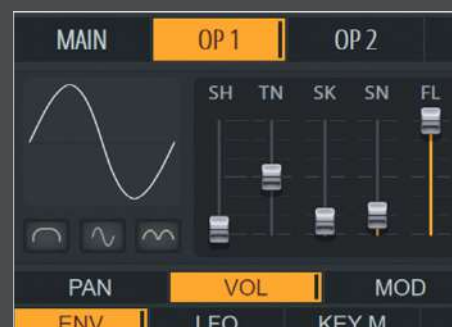 MAIN OP 1 OP 2
SH TN SK SN FL
PAN VOL MOD
ENV LFO KEY M